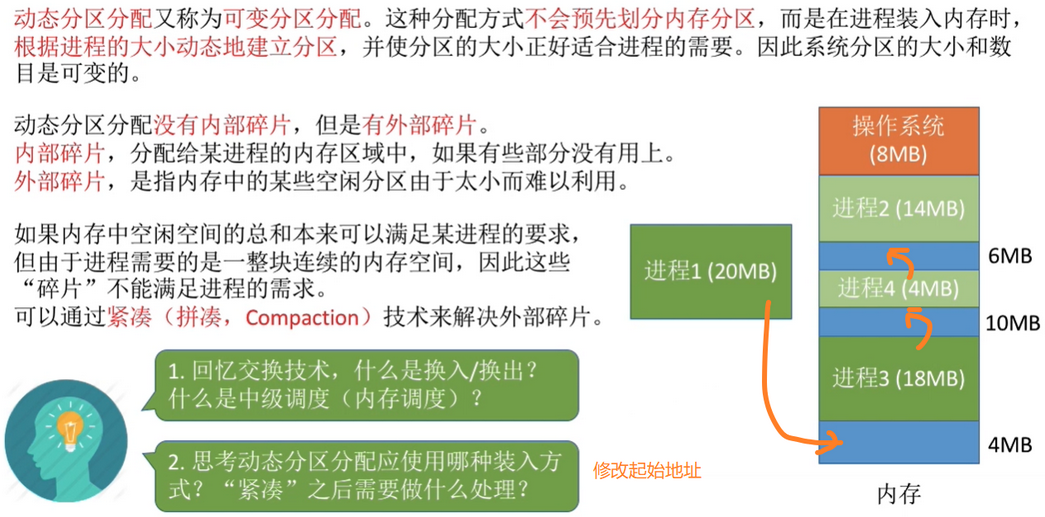 动态分区分配又称为可变分区分配。这种分配方式不会预先划分内存分区，而是在进程装入内存时，
根据进程的大小动态地建立分区，并使分区的大小正好适合进程的需要。因此系统分区的大小和数
目是可变的。
动态分区分配没有内部碎片，但是有外部碎片。
内部碎片，分配给某进程的内存区域中，如果有些部分没有用上。
外部碎片，是指内存中的某些空闲分区由于太小而难以利用。
如果内存中空闲空间的总和本来可以满足某进程的要求，
但由于进程需要的是一整块连续的内存空间，因此这些
“碎片”不能满足进程的需求。
可以通过紧凑（拼凑，Compaction）技术来解决外部碎片。
1. 回忆交换技术，什么是换入/换出？
什么是中级调度（内存调度）？
2. 思考动态分区分配应使用哪种装入方
式？“紧凑”之后需要做什么处理？
修改起始地址
进程1 (20MB)
操作系统
(8MB)
进程2 (14MB)
6MB
进程4 (4MB)
10MB
进程3 (18MB)
4MB
内存